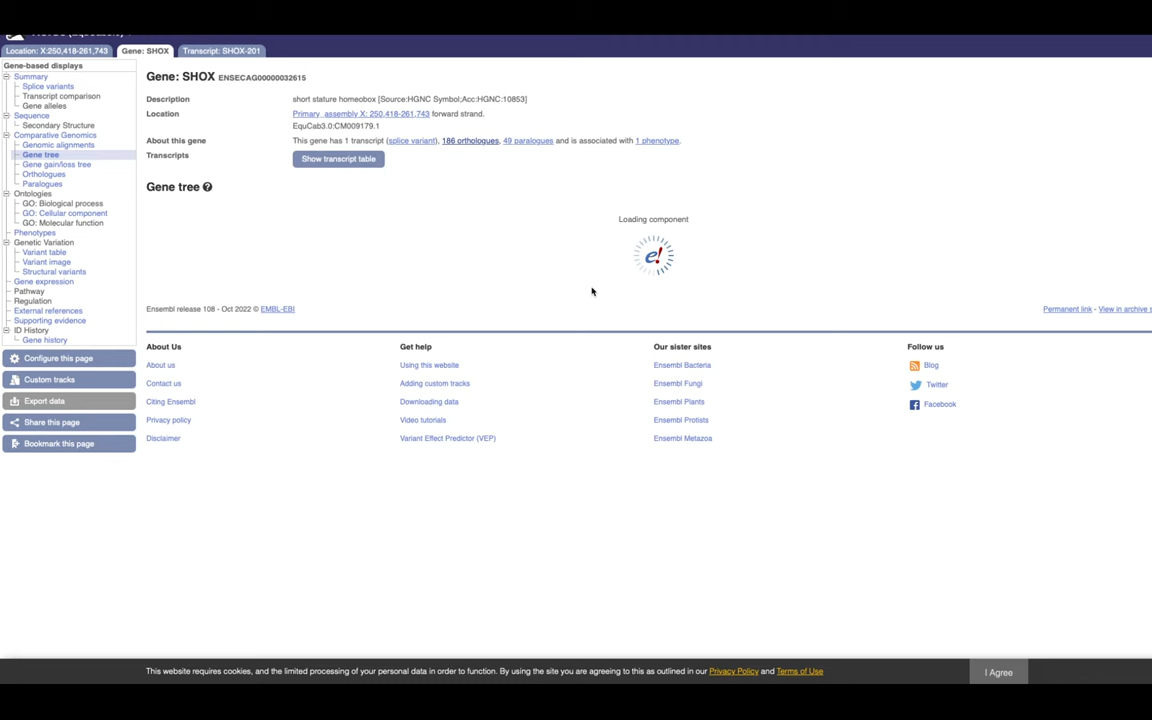 Location: X:250,418-261,743 Gene: SHOX Transcript: SHOX-201
Gene-based displays
Summary
Splice variants
Transcript comparison
Gene alleles
Sequence
Secondary Structure
Comparative Genomics
Genomic alignments
Gene tree
Gene gain/loss tree
Orthologues
Paralogues
Ontologies
GO: Biological process
GO: Cellular component
GO: Molecular function
Phenotypes
Genetic Variation
Variant table
Variant image
Structural variants
Gene expression
Pathway
Regulation
External references
Supporting evidence
ID History
Gene history
Configure this page
Custom tracks
Export data
Share this page
Bookmark this page
Gene: SHOX ENSECAG00000032615
Description short stature homeobox [Source:HGNC Symbol;Acc:HGNC:10853]
Location Primary_assembly X: 250,418-261,743 forward strand.
EquCab3.0:CM009179.1
About this gene This gene has 1 transcript (splice variant), 186 orthologues, 49 paralogues and is associated with 1 phenotype.
Transcripts Show transcript table
Gene tree ?
Loading component
e!
Ensembl release 108 - Oct 2022 © EMBL-EBI Permanent link - View in archive
About Us Get help Our sister sites Follow us
About us Using this website Ensembl Bacteria Blog
Contact us Adding custom tracks Ensembl Fungi Twitter
Citing Ensembl Downloading data Ensembl Plants Facebook
Privacy policy Video tutorials Ensembl Protists
Disclaimer Variant Effect Predictor (VEP) Ensembl Metazoa
This website requires cookies, and the limited processing of your personal data in order to function. By using the site you are agreeing to this as outlined in our Privacy Policy and Terms of Use I Agree